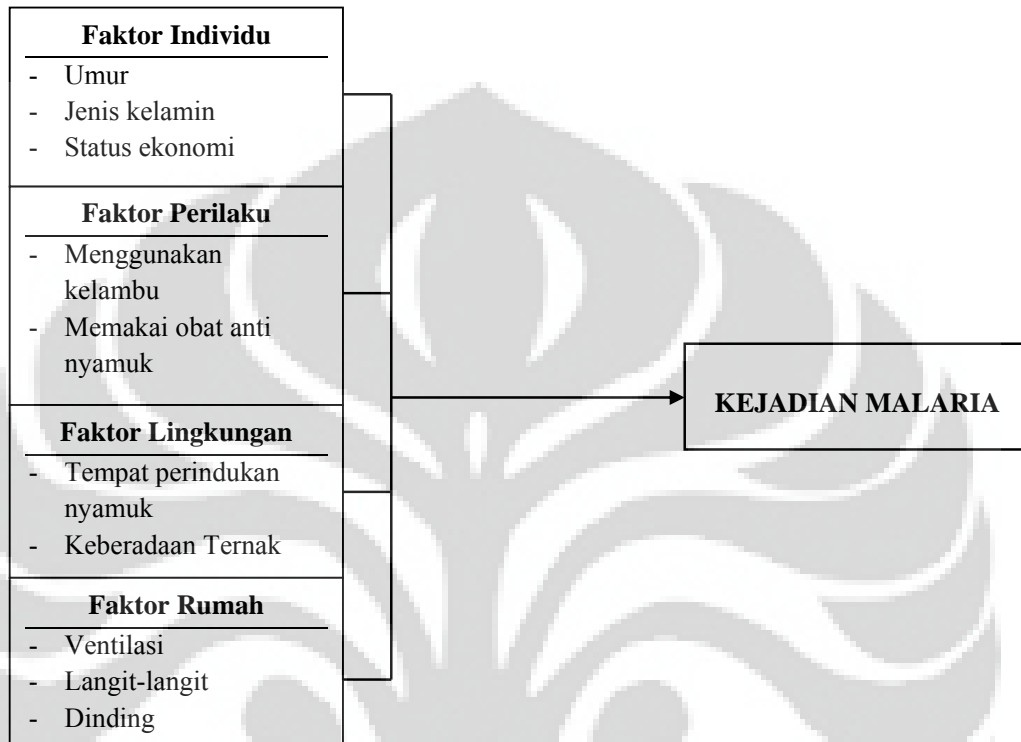 Faktor Individu
- Umur
- Jenis kelamin
- Status ekonomi
Faktor Perilaku
- Menggunakan
kelambu
- Memakai obat anti
nyamuk
Faktor Lingkungan
- Tempat perindukan
nyamuk
- Keberadaan Ternak
Faktor Rumah
- Ventilasi
- Langit-langit
- Dinding
KEJADIAN MALARIA